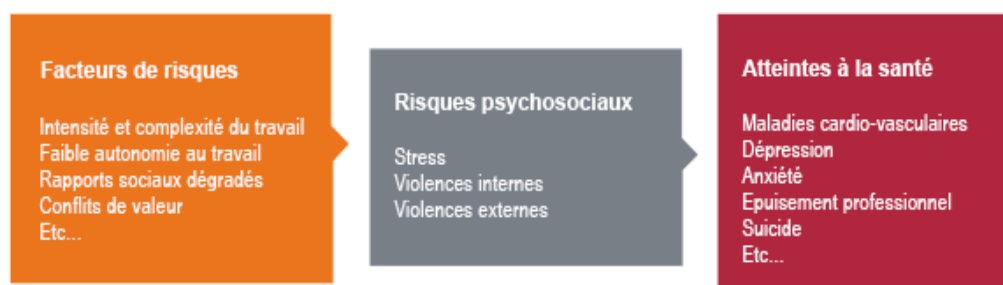 Facteurs de risques
Intensité et complexité du travail
Faible autonomie au travail
Rapports sociaux dégradés
Conflits de valeur
Etc...
Risques psychosociaux
Stress
Violences internes
Violences externes
Atteintes à la santé
Maladies cardio-vasculaires
Dépression
Anxiété
Epuisement professionnel
Suicide
Etc...